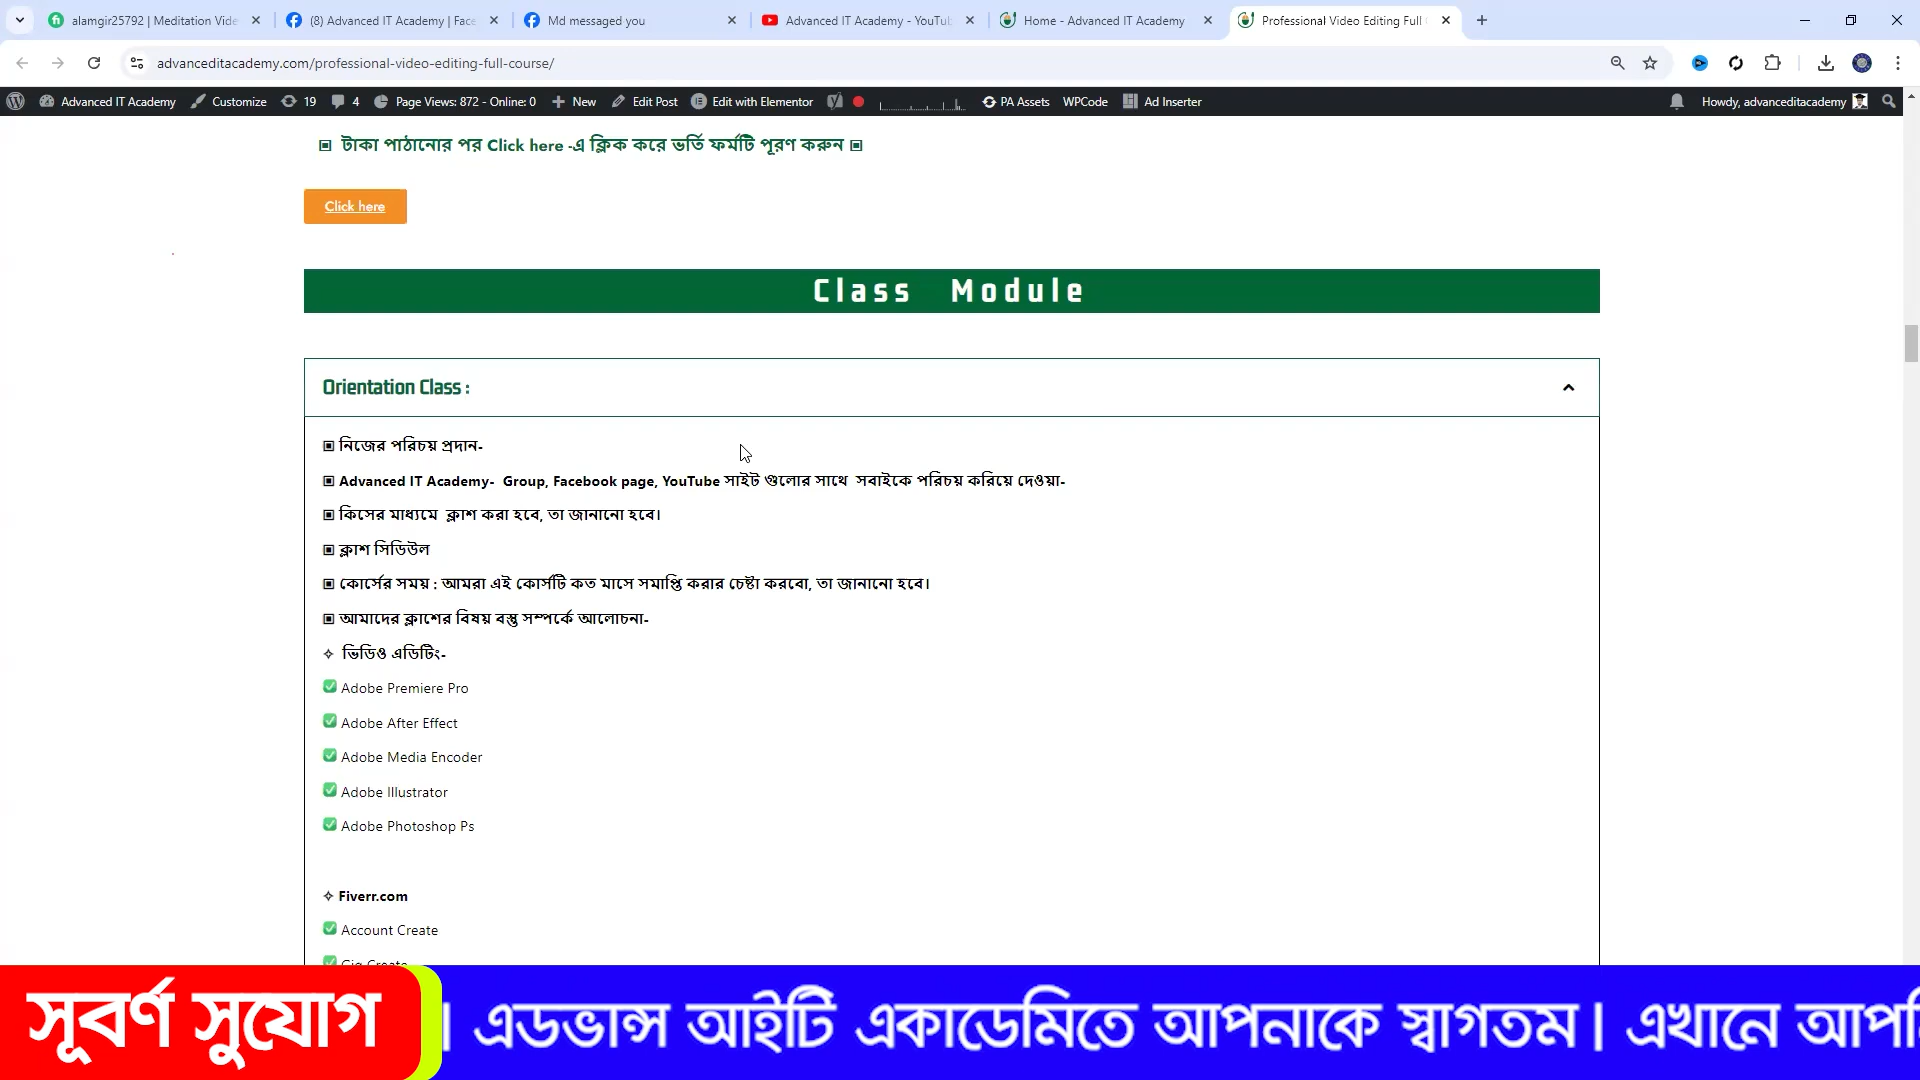 alamgir25792 | Meditation Vide
(8) Advanced IT Academy | Face
Md messaged you
Advanced IT Academy - YouTu
Home - Advanced IT Academy
Professional Video Editing Full
advanceditacademy.com/professional-video-editing-full-course/
Advanced IT Academy
Customize
19
4
Page Views: 872 - Online: 0
New
Edit Post
Edit with Elementor
PA Assets
WPCode
Ad Inserter
Howdy, advanceditacademy
▣ টাকা পাঠানোর পর Click here -এ ক্লিক করে ভর্তি ফর্মটি পূরণ করুন ▣
Click here
Class Module
Orientation Class :
▣ নিজের পরিচয় প্রদান-
▣ Advanced IT Academy- Group, Facebook page, YouTube সাইট গুলোর সাথে সবাইকে পরিচয় করিয়ে দেওয়া-
▣ কিসের মাধ্যমে ক্লাশ করা হবে, তা জানানো হবে।
▣ ক্লাশ সিডিউল
▣ কোর্সের সময় : আমরা এই কোর্সটি কত মাসে সমাপ্তি করার চেষ্টা করবো, তা জানানো হবে।
▣ আমাদের ক্লাশের বিষয় বস্তু সম্পর্কে আলোচনা-
✧ ভিডিও এডিটিং-
✅ Adobe Premiere Pro
✅ Adobe After Effect
✅ Adobe Media Encoder
✅ Adobe Illustrator
✅ Adobe Photoshop Ps
✧ Fiverr.com
✅ Account Create
✅ Gig Create
সূবর্ণ সুযোগ
| এডভান্স আইটি একাডেমিতে আপনাকে স্বাগতম | এখানে আপনি